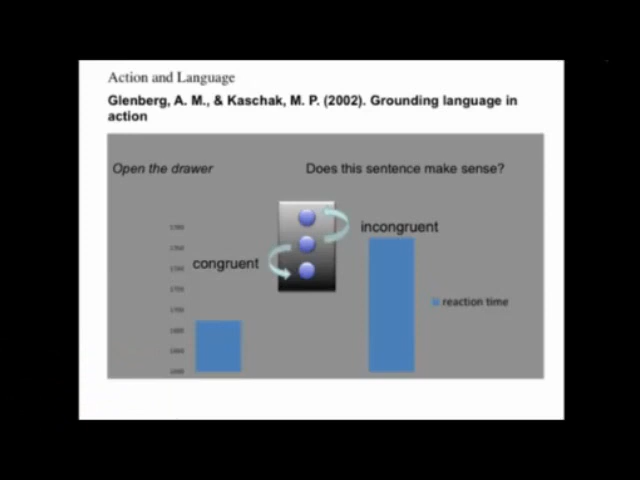 Action and Language
Glenberg, A. M., & Kaschak, M. P. (2002). Grounding language in
action
Open the drawer
Does this sentence make sense?
incongruent
congruent
reaction time